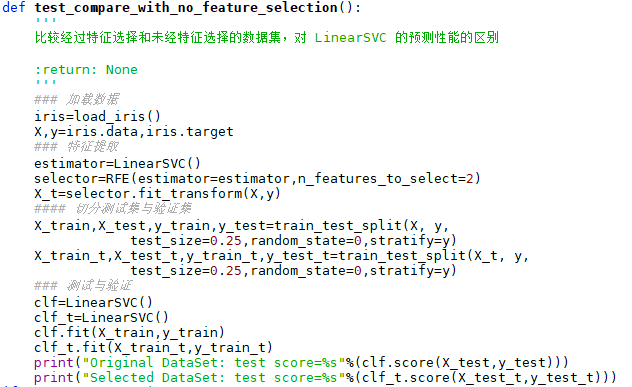 def test_compare_with_no_feature_selection():
    '''
    比较经过特征选择和未经特征选择的数据集，对 LinearSVC 的预测性能的区别
    :return: None
    '''
    ### 加载数据
    iris=load_iris()
    X,y=iris.data,iris.target
    ### 特征提取
    estimator=LinearSVC()
    selector=RFE(estimator=estimator,n_features_to_select=2)
    X_t=selector.fit_transform(X,y)
    #### 切分测试集与验证集
    X_train,X_test,y_train,y_test=train_test_split(X, y,
                test_size=0.25,random_state=0,stratify=y)
    X_train_t,X_test_t,y_train_t,y_test_t=train_test_split(X_t, y,
                test_size=0.25,random_state=0,stratify=y)
    ### 测试与验证
    clf=LinearSVC()
    clf_t=LinearSVC()
    clf.fit(X_train,y_train)
    clf_t.fit(X_train_t,y_train_t)
    print("Original DataSet: test score=%s"%(clf.score(X_test,y_test)))
    print("Selected DataSet: test score=%s"%(clf_t.score(X_test_t,y_test_t)))